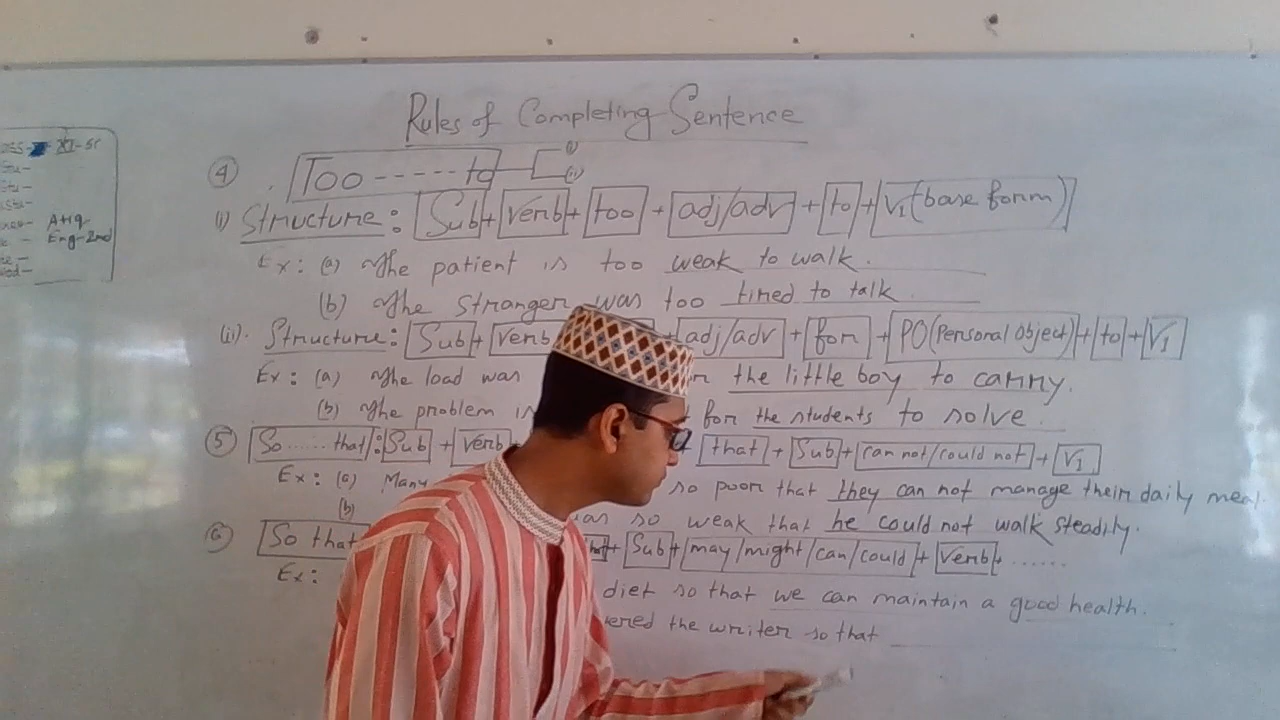 Rules of Completing Sentence
XI-Sc
Atiq
Eng-2nd
④ Too ------ to (i)
(ii)
(i) Structure: Sub + Verb + too + adj/adv + to + V1 (base form)
Ex: (a) The patient is too weak to walk.
(b) The stranger was too tired to talk
(ii). Structure: Sub + Verb + adj/adv + for + PO (Personal Object) + to + V1
Ex: (a) The load was the little boy to carry.
(b) The problem is for the students to solve.
⑤ So ...... that : Sub + Verb that + Sub + can not/could not + V1
Ex: (a) Many so poor that they can not manage their daily meal.
(b) so weak that he could not walk steadily.
⑥ So that Sub + may/might/can/could + Verb + ......
Ex: diet so that we can maintain a good health.
the writer so that